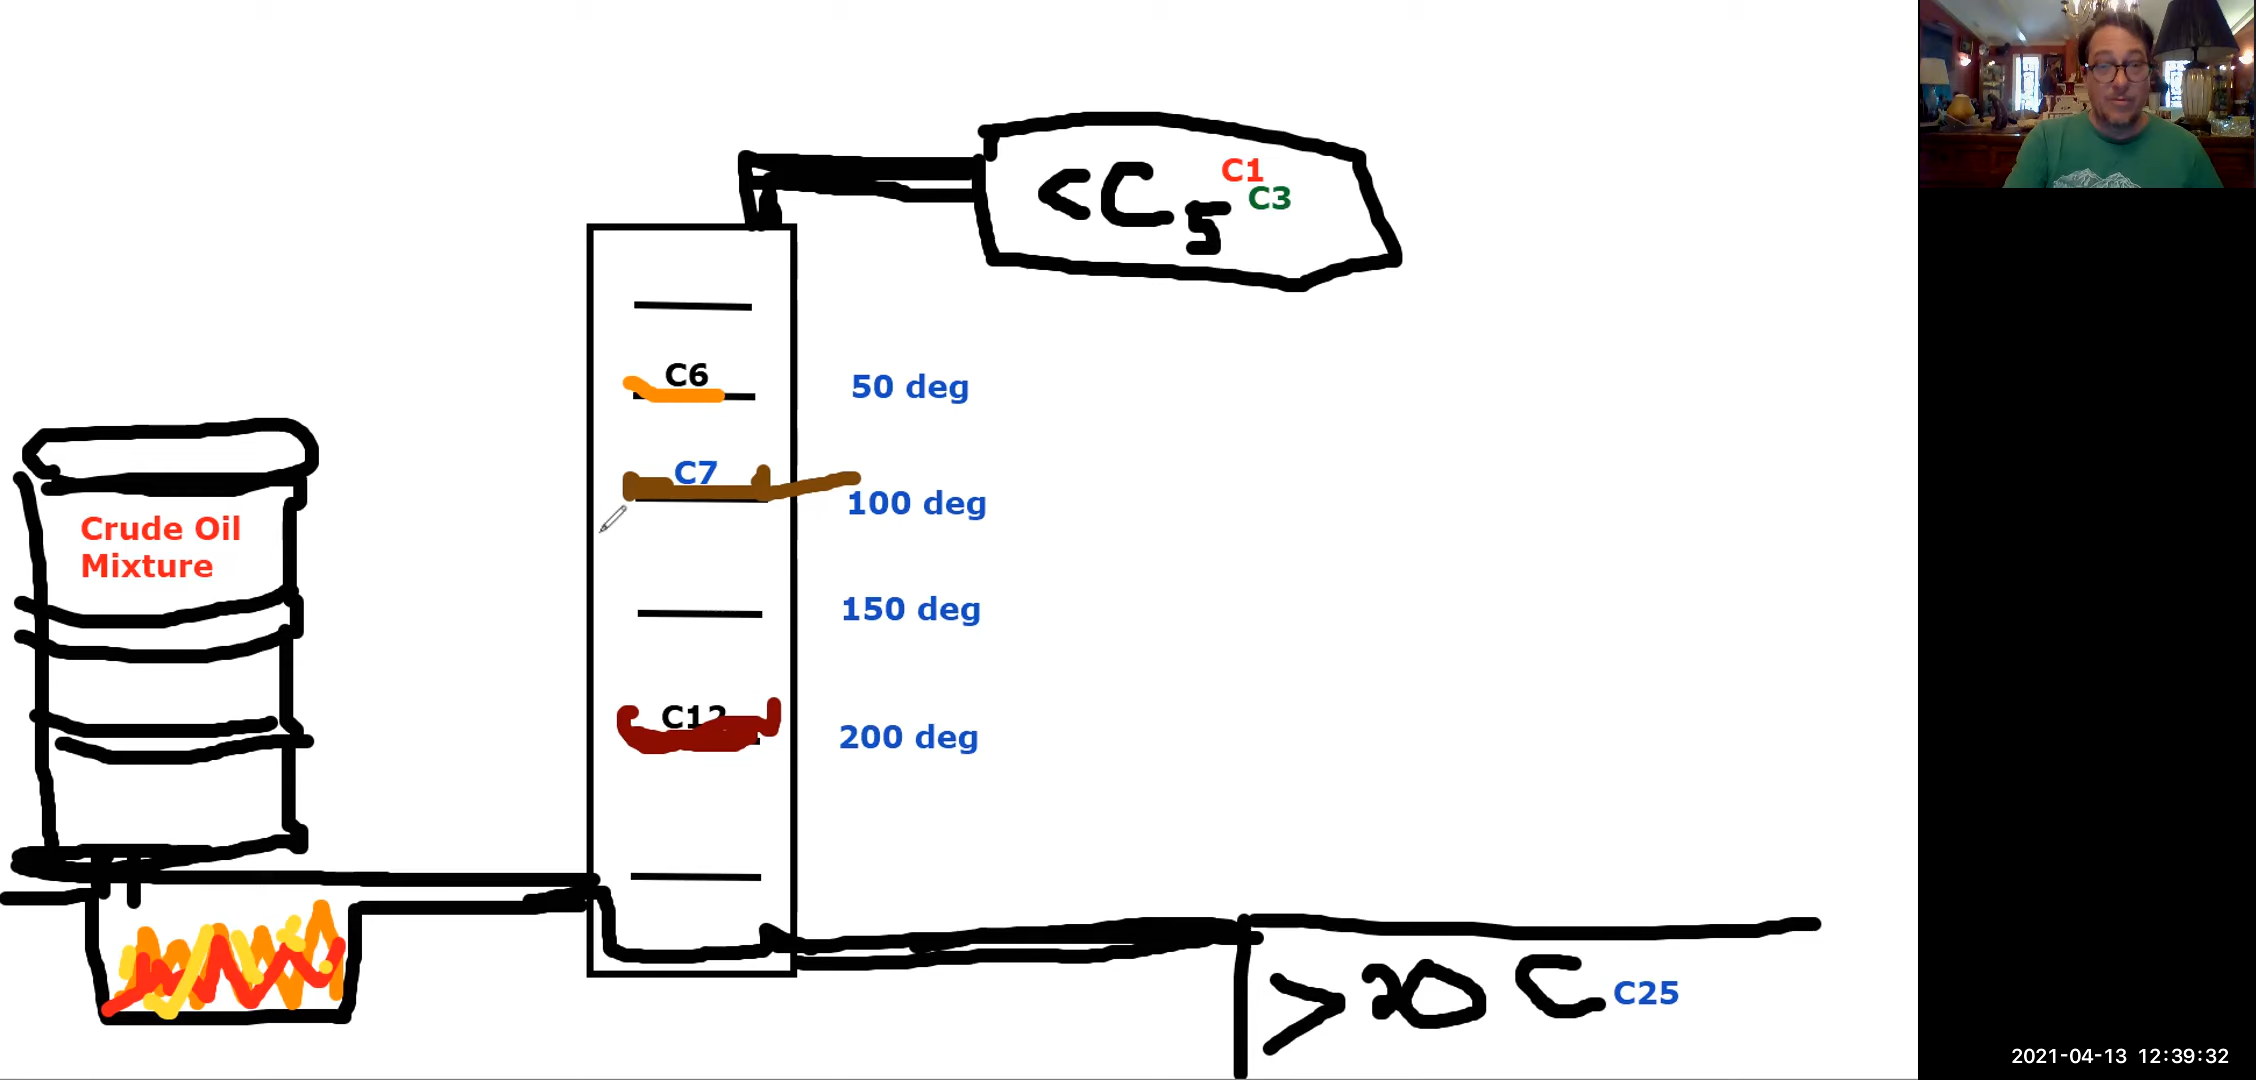 <C5
C1
C3
C6
50 deg
C7
100 deg
Crude Oil
Mixture
150 deg
C12
200 deg
>20 C
C25
2021-04-13 12:39:32